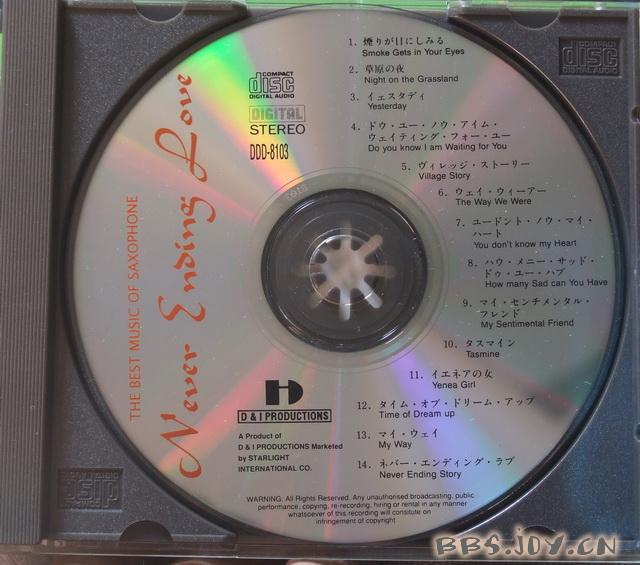 THE BEST MUSIC OF SAXOPHONE
Never Ending Love
COMPACT
disc
DIGITAL AUDIO
DIGITAL
STEREO
DDD-8103
1. 煙りが目にしみる
Smoke Gets in Your Eyes
2. 草原の夜
Night on the Grassland
3. イェスタディ
Yesterday
4. ドウ・ユー・ノウ・アイム・
ウェイティング・フォー・ユー
Do you know I am Waiting for You
5. ヴィレッジ・ストーリー
Village Story
6. ウェイ・ウィーアー
The Way We Were
7. ユードント・ノウ・マイ・
ハート
You don't know my Heart
8. ハウ・メニー・サッド・
ドゥ・ユー・ハブ
How many Sad can You Have
9. マイ・センチメンタル・
フレンド
My Sentimental Friend
10. タスマイン
Tasmine
11. イエネアの女
Yenea Girl
12. タイム・オブ・ドリーム・アップ
Time of Dream up
13. マイ・ウェイ
My Way
14. ネバー・エンディング・ラブ
Never Ending Story
D & I PRODUCTIONS
A Product of
D & I PRODUCTIONS Marketed
by STARLIGHT
INTERNATIONAL CO.
WARNING: All Rights Reserved. Any unauthorised broadcasting, public
performance, copying, re-recording, hiring or rental in any manner
whatsoever of this recording will constitute on
infringement of copyright
COMPACT
disc
DIGITAL AUDIO
COMPACT
disc
DIGITAL AUDIO
8103
BBS.JOY.CN